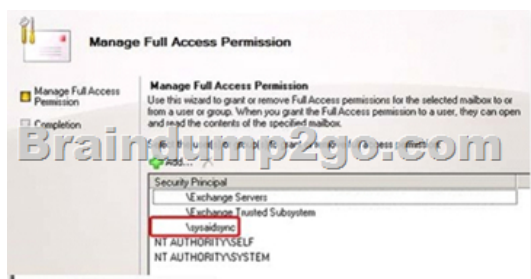 Manage Full Access Permission
Manage Full Access
Permission
Completion
Manage Full Access Permission
Use this wizard to grant or remove Full Access permissions for the selected mailbox to or
from a user or group. When you grant the Full Access permission to a user, they can open
and read the contents of the specified mailbox.
Braindump2go.com
Add...
Security Principal
\Exchange Servers
\Exchange Trusted Subsystem
\sysaidsync
NT AUTHORITY\SELF
NT AUTHORITY\SYSTEM